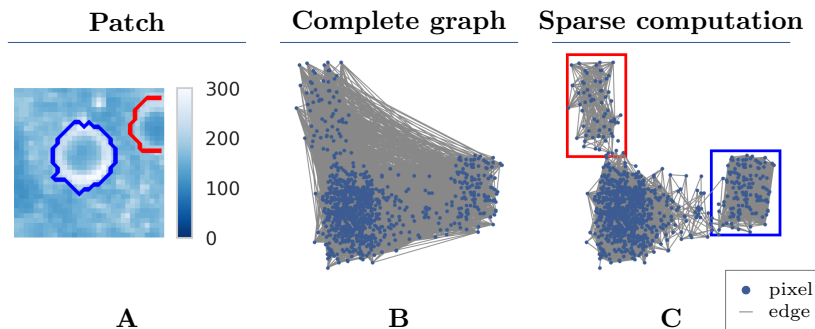 Patch
Complete graph
Sparse computation
300
200
100
0
pixel
edge
A
B
C